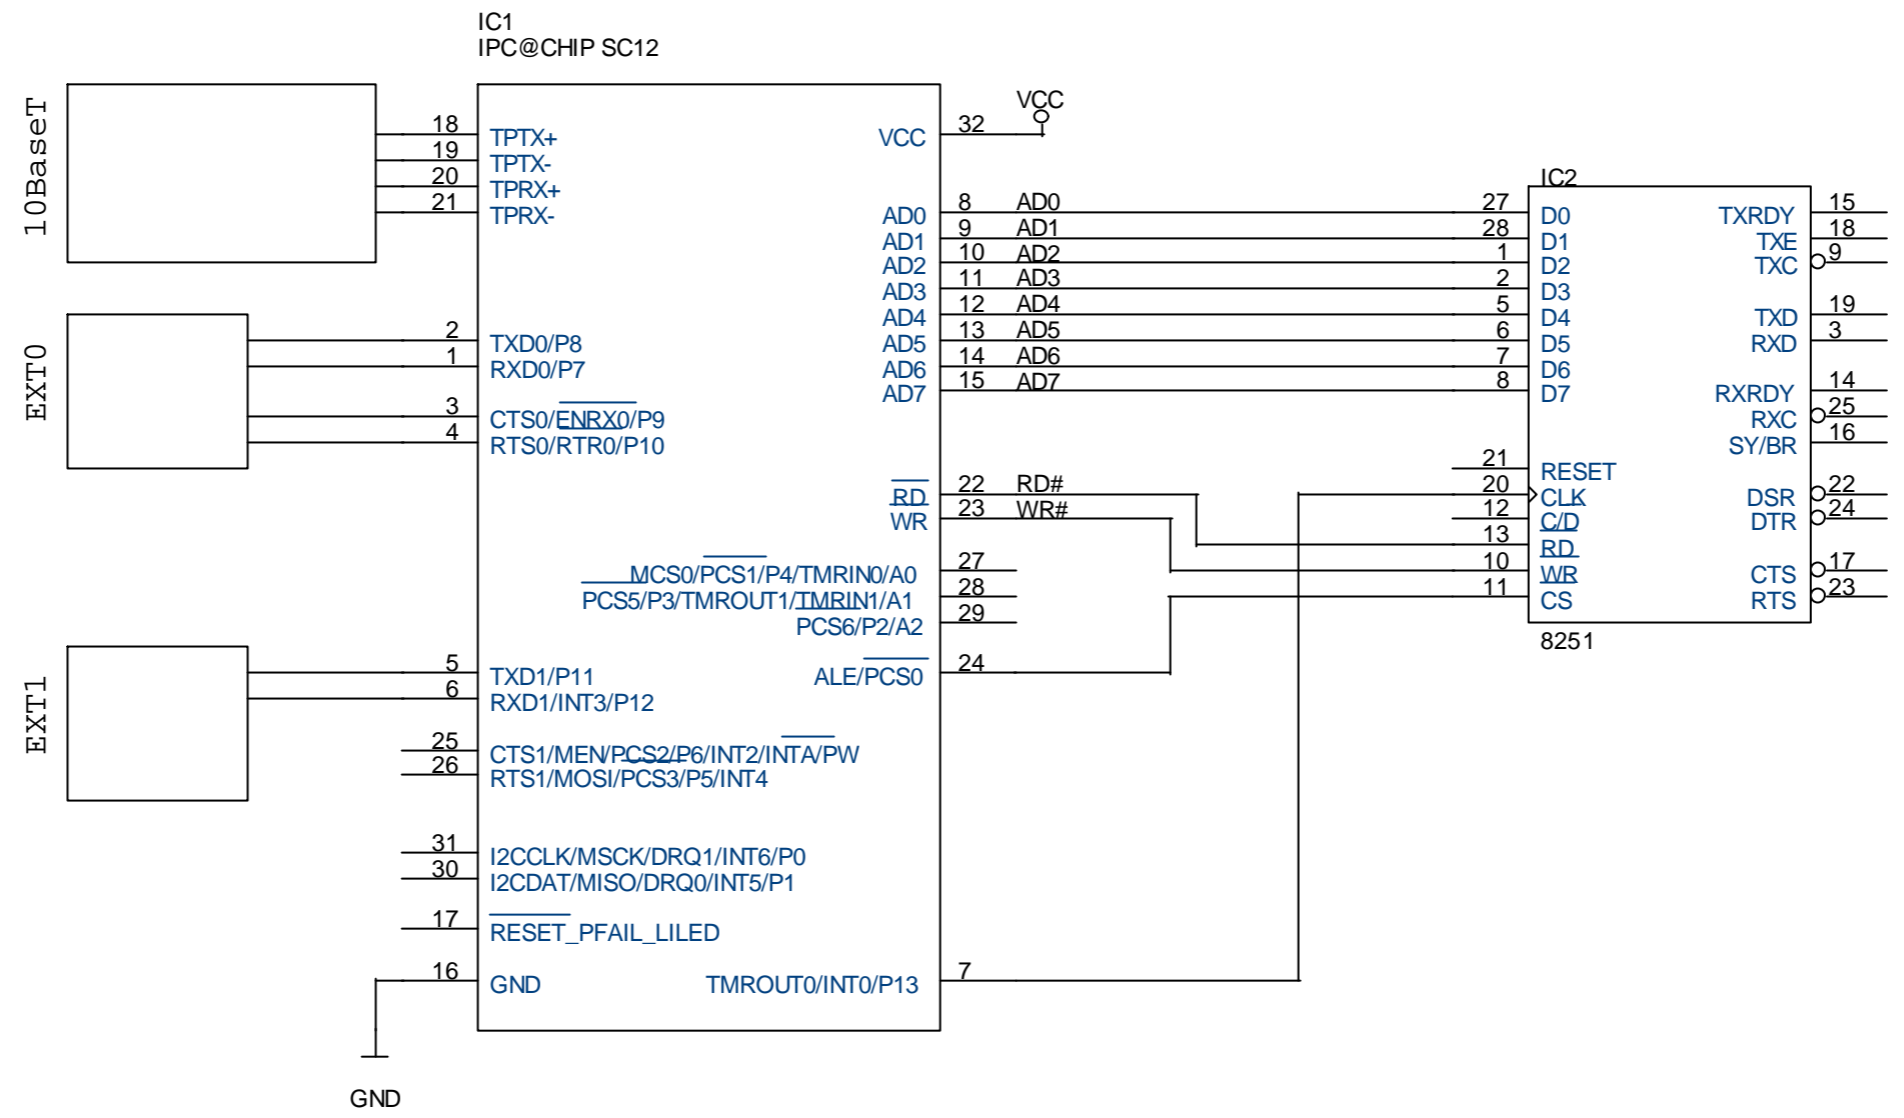 IC1
IPC@CHIP SC12
10BaseT
18 TPTX+
19 TPTX-
20 TPRX+
21 TPRX-
EXT0
2 TXD0/P8
1 RXD0/P7
3 CTS0/ENRX0/P9
4 RTS0/RTR0/P10
EXT1
5 TXD1/P11
6 RXD1/INT3/P12
25 CTS1/MEN/PCS2/P6/INT2/INTA/PW
26 RTS1/MOSI/PCS3/P5/INT4
31 I2CCLK/MSCK/DRQ1/INT6/P0
30 I2CDAT/MISO/DRQ0/INT5/P1
17 RESET_PFAIL_LILED
16 GND
GND
VCC
VCC 32
AD0 8 AD0
AD1 9 AD1
AD2 10 AD2
AD3 11 AD3
AD4 12 AD4
AD5 13 AD5
AD6 14 AD6
AD7 15 AD7
RD 22 RD#
WR 23 WR#
MCS0/PCS1/P4/TMRIN0/A0 27
PCS5/P3/TMROUT1/TMRIN1/A1 28
PCS6/P2/A2 29
ALE/PCS0 24
TMROUT0/INT0/P13 7
IC2
27 D0 TXRDY 15
28 D1 TXE 18
1 D2 TXC 9
2 D3
5 D4 TXD 19
6 D5 RXD 3
7 D6
8 D7 RXRDY 14
RXC 25
SY/BR 16
21 RESET
20 CLK DSR 22
12 C/D DTR 24
13 RD
10 WR CTS 17
11 CS RTS 23
8251